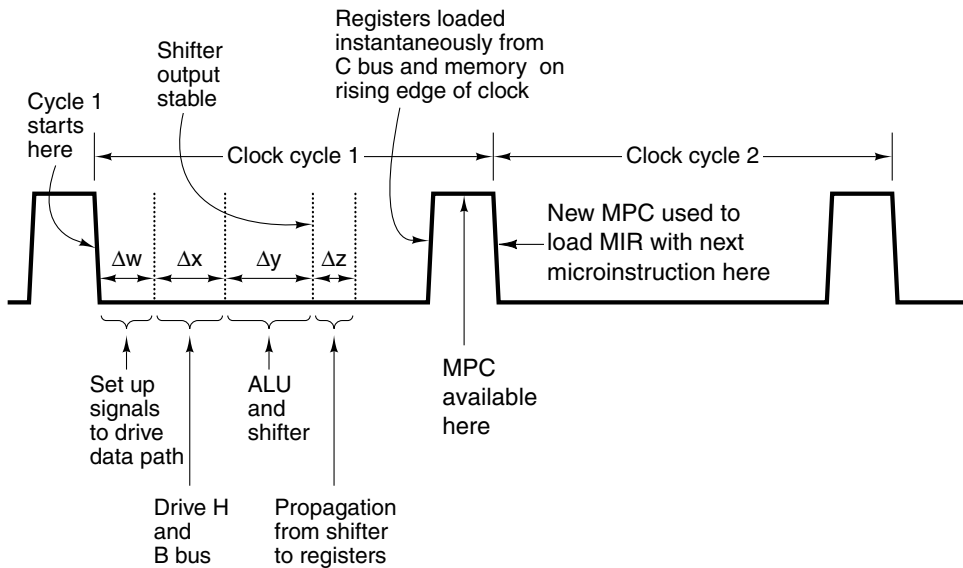 Registers loaded
instantaneously from
C bus and memory on
rising edge of clock
Shifter
output
stable
Cycle 1
starts
here
Clock cycle 1
Clock cycle 2
New MPC used to
load MIR with next
microinstruction here
Δw
Δx
Δy
Δz
Set up
signals
to drive
data path
ALU
and
shifter
MPC
available
here
Drive H
and
B bus
Propagation
from shifter
to registers